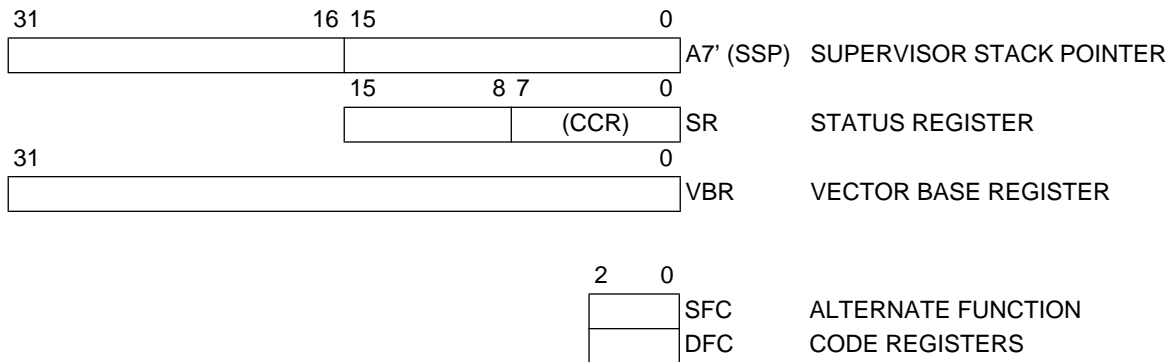 31 16 15 0
A7’ (SSP) SUPERVISOR STACK POINTER
15 8 7 0
(CCR) SR STATUS REGISTER
31 0
VBR VECTOR BASE REGISTER
2 0
SFC ALTERNATE FUNCTION
DFC CODE REGISTERS